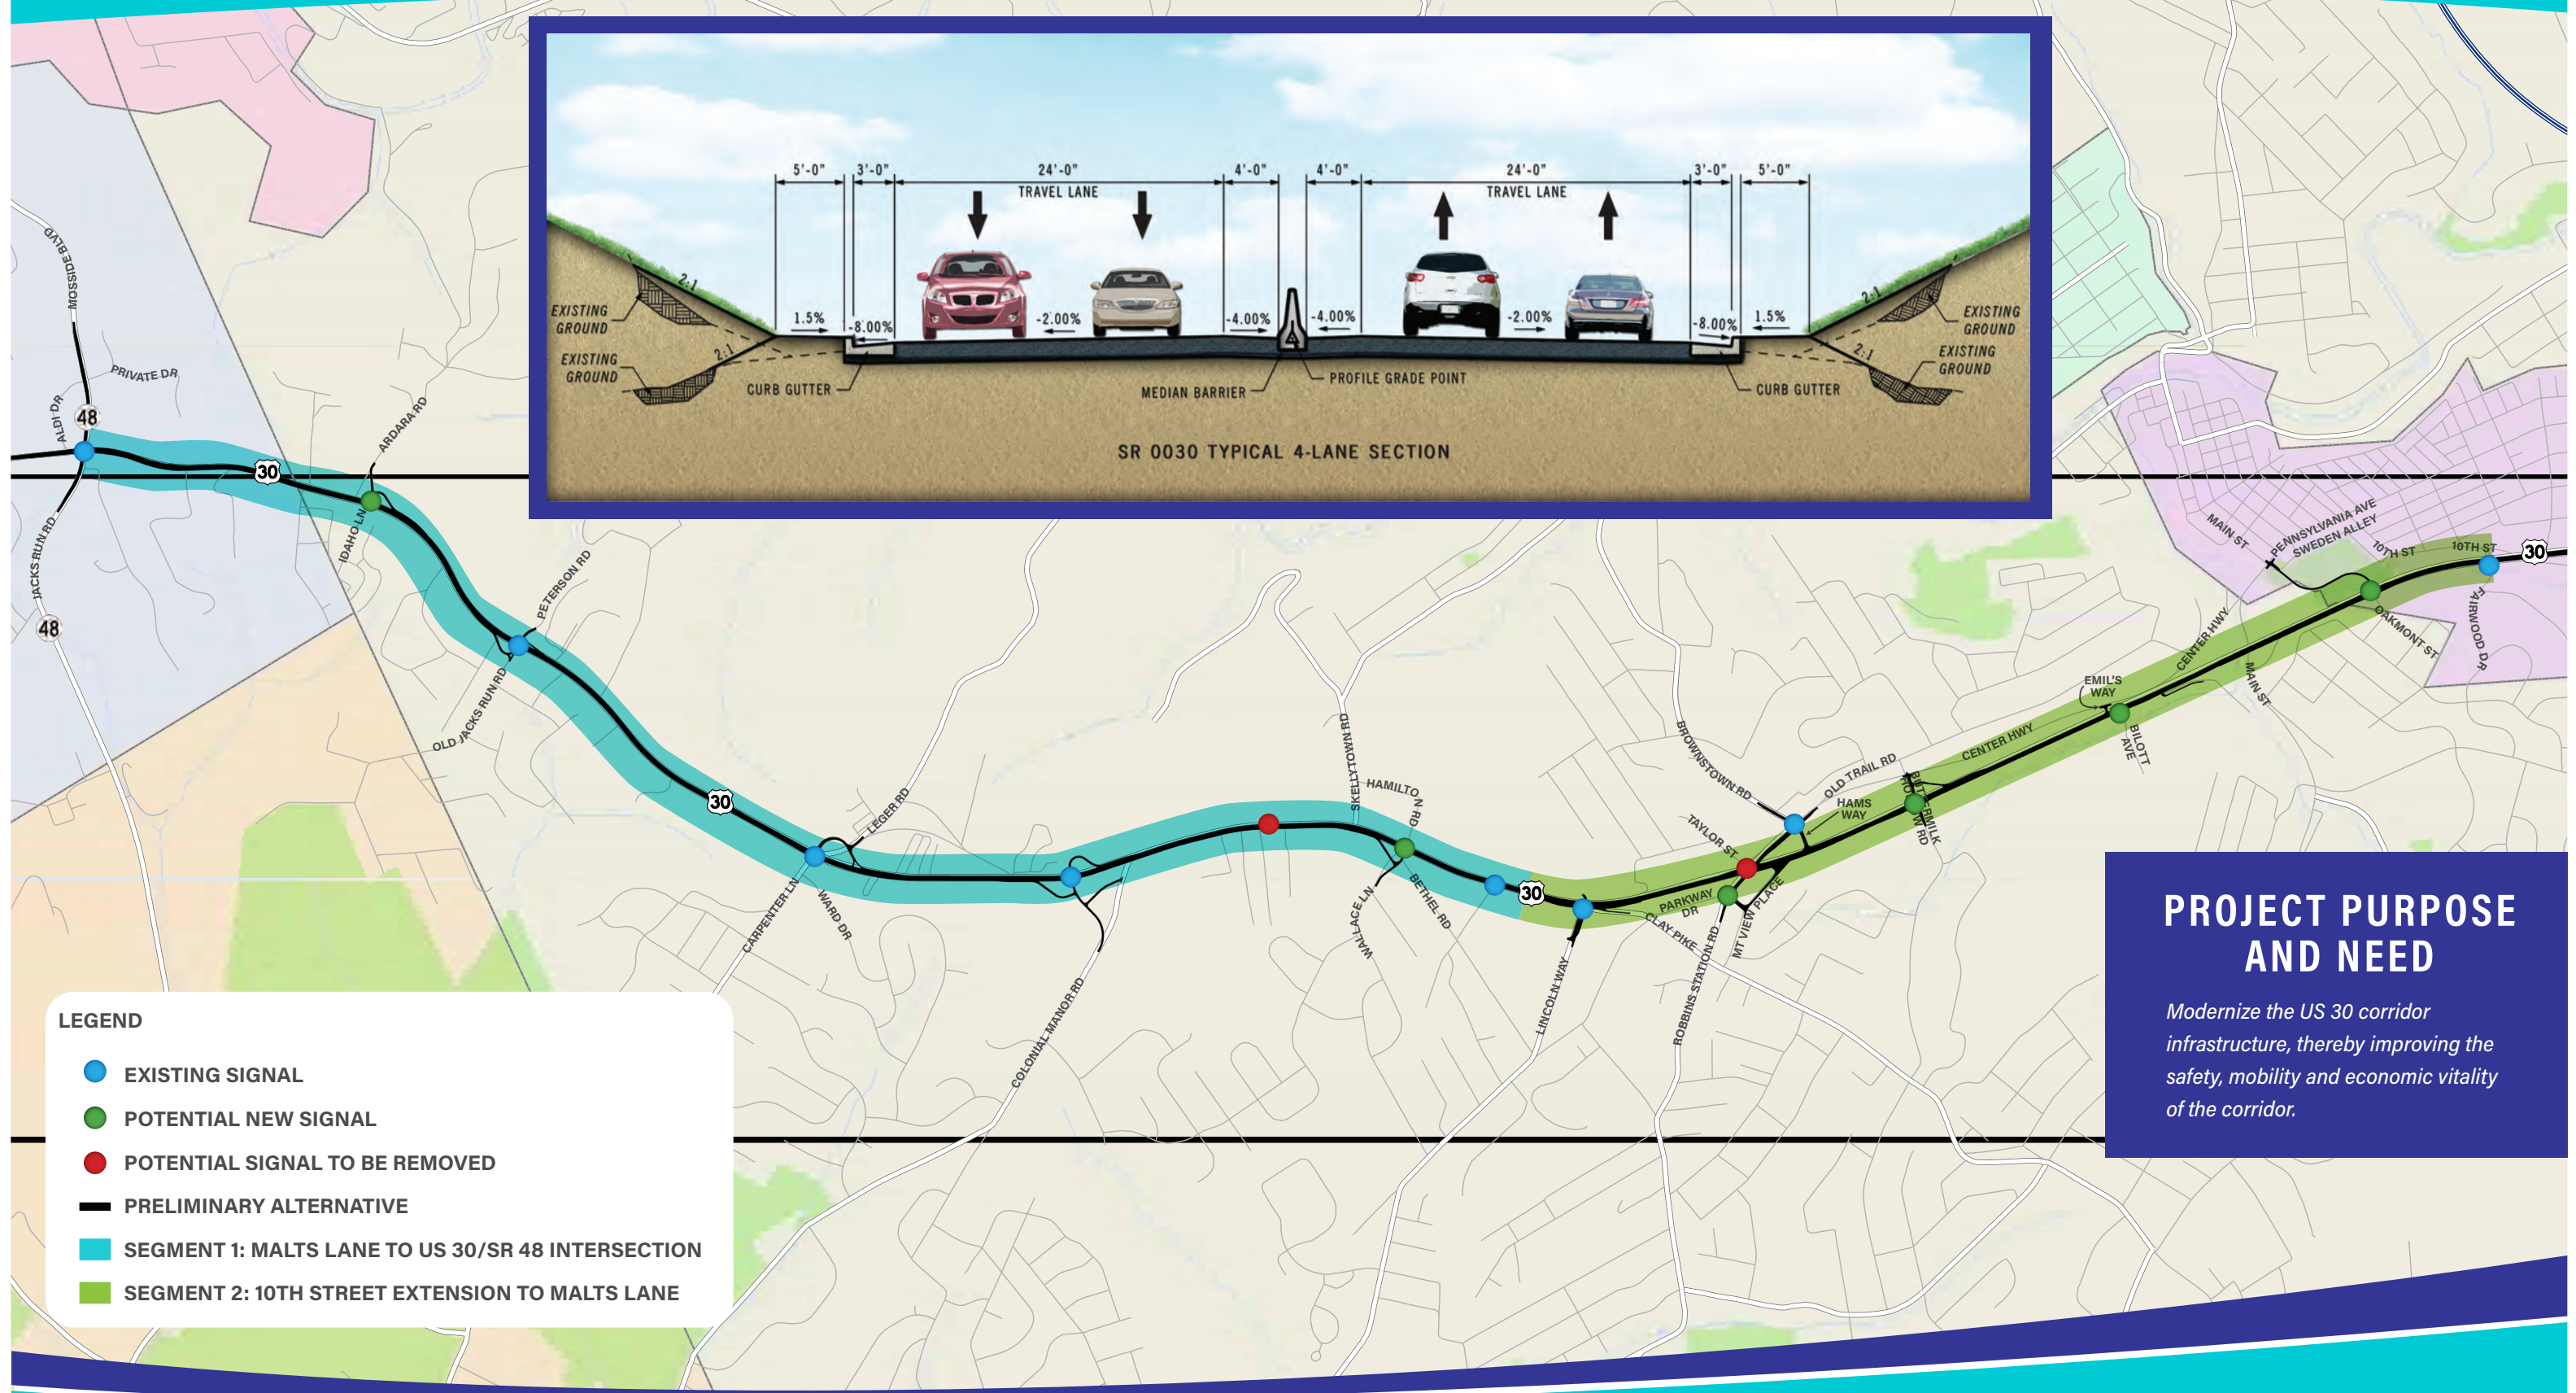 5'-0"
3'-0"
24'-0"
TRAVEL LANE
4'-0"
4'-0"
24'-0"
TRAVEL LANE
3'-0"
5'-0"
2:1
EXISTING
GROUND
EXISTING
GROUND
2:1
1.5%
-8.00%
-2.00%
-4.00%
-4.00%
-2.00%
-8.00%
1.5%
2:1
EXISTING
GROUND
2:1
EXISTING
GROUND
CURB GUTTER
MEDIAN BARRIER
PROFILE GRADE POINT
CURB GUTTER
SR 0030 TYPICAL 4-LANE SECTION
MOSSIDE BLVD
PRIVATE DR
ALDI DR
48
30
ARDARA RD
IDAHO LN
JACKS RUN RD
48
PETERSON RD
OLD JACKS RUN RD
30
LEGER RD
CARPENTER LN
WARD DR
COLONIAL MANOR RD
SKELLYTOWN RD
HAMILTON RD
WALLACE LN
BETHEL RD
30
LINCOLN WAY
CLAY PIKE
PARKWAY
DR
ROBBINS STATION RD
MT VIEW PLACE
TAYLOR ST
BROWNSTOWN RD
OLD TRAIL RD
HAMS
WAY
BUTTERMILK
CENTER HWY
EMIL'S
WAY
BILOTT
AVE
CENTER HWY
MAIN ST
MAIN ST
PENNSYLVANIA AVE
SWEDEN ALLEY
10TH ST
10TH ST
30
OAKMONT ST
FAIRWOOD DR
PROJECT PURPOSE
AND NEED
Modernize the US 30 corridor
infrastructure, thereby improving the
safety, mobility and economic vitality
of the corridor.
LEGEND
EXISTING SIGNAL
POTENTIAL NEW SIGNAL
POTENTIAL SIGNAL TO BE REMOVED
PRELIMINARY ALTERNATIVE
SEGMENT 1: MALTS LANE TO US 30/SR 48 INTERSECTION
SEGMENT 2: 10TH STREET EXTENSION TO MALTS LANE